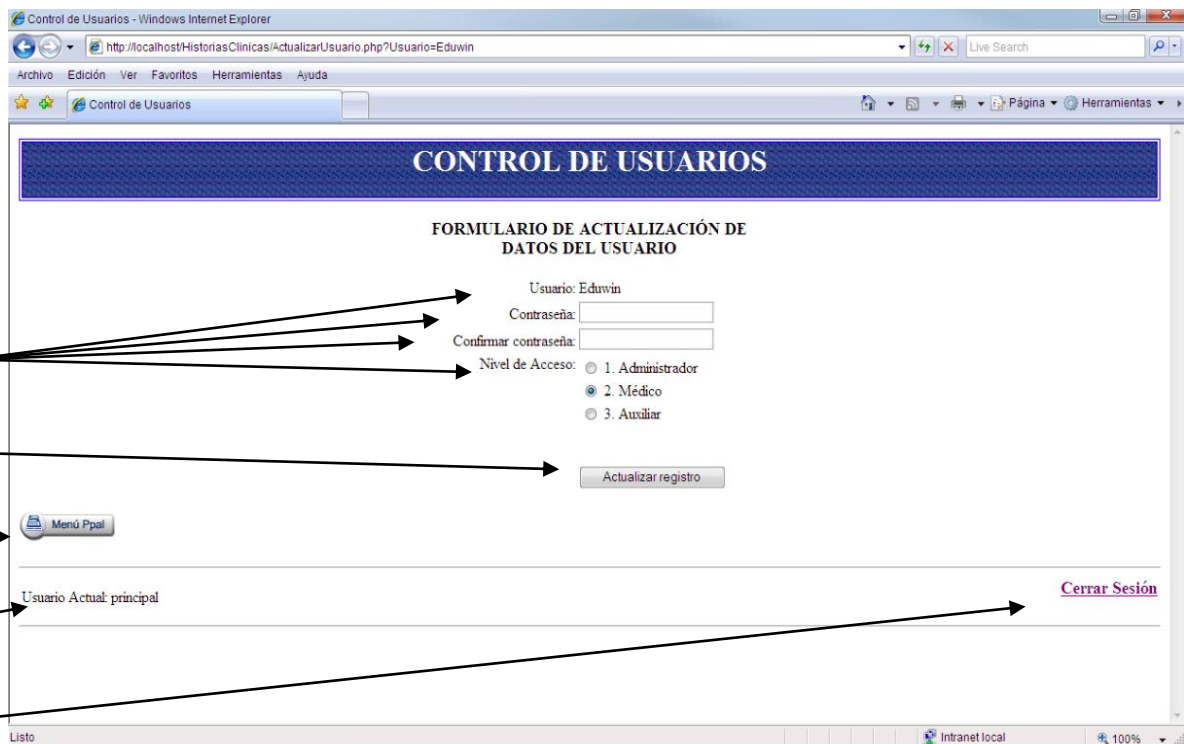 Control de Usuarios - Windows Internet Explorer
http://localhost/HistoriasClinicas/ActualizarUsuario.php?Usuario=Eduwin
Live Search
Archivo Edición Ver Favoritos Herramientas Ayuda
Control de Usuarios
Página Herramientas
CONTROL DE USUARIOS
FORMULARIO DE ACTUALIZACIÓN DE
DATOS DEL USUARIO
Usuario: Eduwin
Contraseña:
Confirmar contraseña:
Nivel de Acceso: 1. Administrador
2. Médico
3. Auxiliar
Actualizar registro
Menú Ppal
Usuario Actual: principal
Cerrar Sesión
Listo
Intranet local
100%